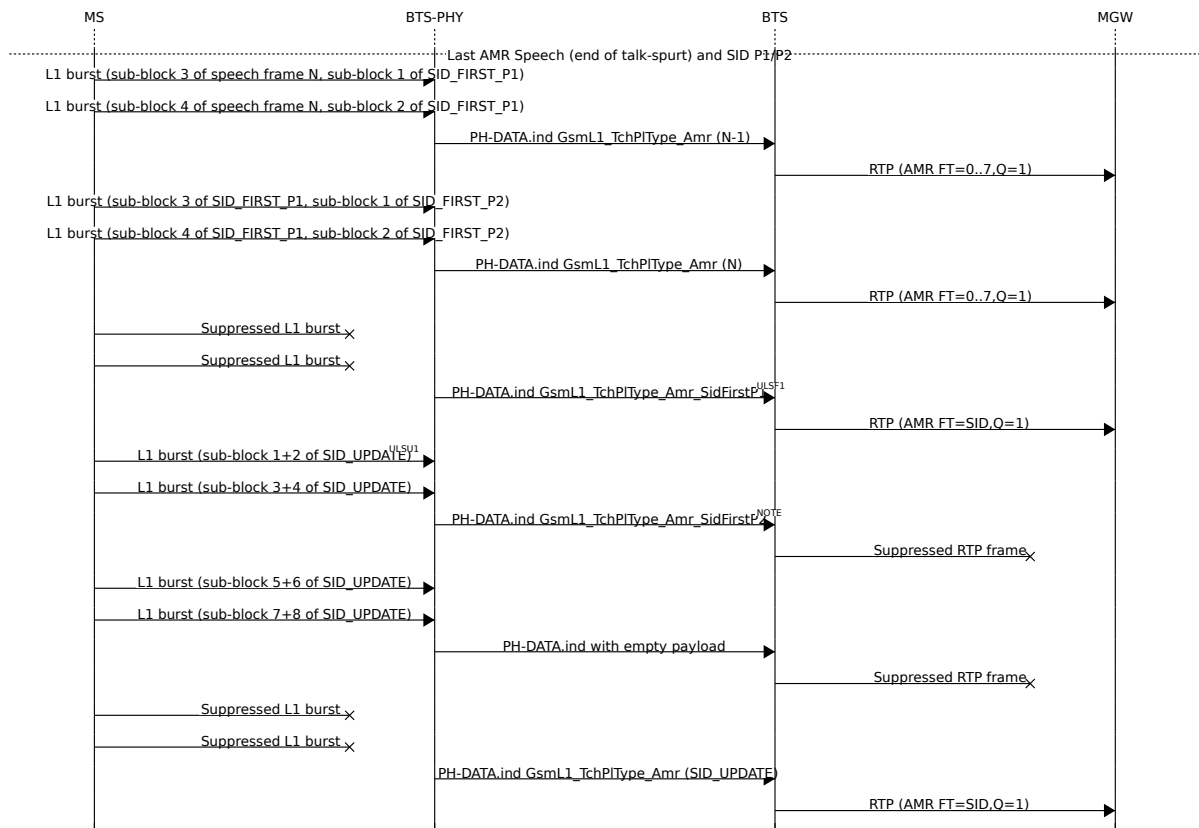 MS BTS-PHY BTS MGW
Last AMR Speech (end of talk-spurt) and SID P1/P2
L1 burst (sub-block 3 of speech frame N, sub-block 1 of SID_FIRST_P1)
L1 burst (sub-block 4 of speech frame N, sub-block 2 of SID_FIRST_P1)
PH-DATA.ind GsmL1_TchPlType_Amr (N-1)
RTP (AMR FT=0..7,Q=1)
L1 burst (sub-block 3 of SID_FIRST_P1, sub-block 1 of SID_FIRST_P2)
L1 burst (sub-block 4 of SID_FIRST_P1, sub-block 2 of SID_FIRST_P2)
PH-DATA.ind GsmL1_TchPlType_Amr (N)
RTP (AMR FT=0..7,Q=1)
Suppressed L1 burst
Suppressed L1 burst
PH-DATA.ind GsmL1_TchPlType_Amr_SidFirstP1 ULSF1
RTP (AMR FT=SID,Q=1)
L1 burst (sub-block 1+2 of SID_UPDATE) ULSU1
L1 burst (sub-block 3+4 of SID_UPDATE)
PH-DATA.ind GsmL1_TchPlType_Amr_SidFirstP2 NOTE
Suppressed RTP frame
L1 burst (sub-block 5+6 of SID_UPDATE)
L1 burst (sub-block 7+8 of SID_UPDATE)
PH-DATA.ind with empty payload
Suppressed RTP frame
Suppressed L1 burst
Suppressed L1 burst
PH-DATA.ind GsmL1_TchPlType_Amr (SID_UPDATE)
RTP (AMR FT=SID,Q=1)